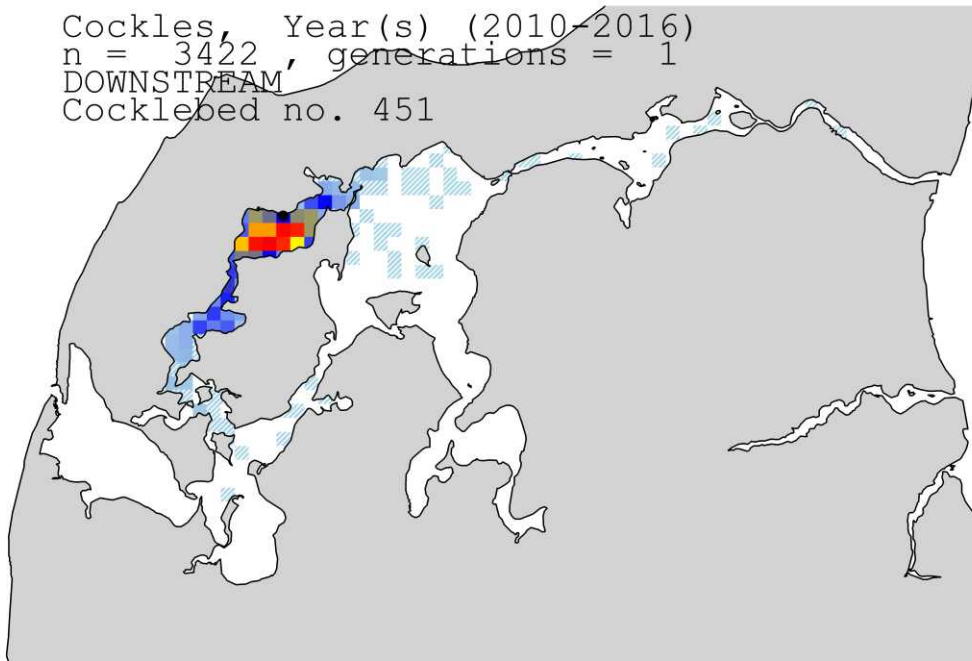 Cockles, Year(s) (2010-2016)
n = 3422 , generations = 1
DOWNSTREAM
Cocklebed no. 451